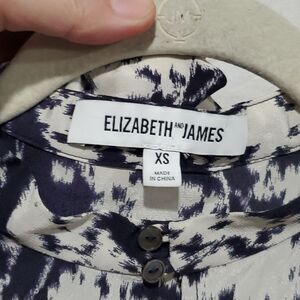 ELIZABETH AND JAMES
XS
MADE
IN CHINA